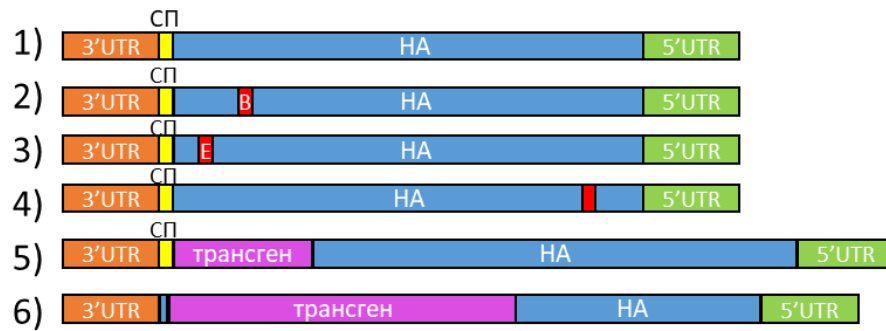 СП
1) 3'UTR НА 5'UTR
СП
2) 3'UTR В НА 5'UTR
СП
3) 3'UTR Е НА 5'UTR
СП
4) 3'UTR НА 5'UTR
СП
5) 3'UTR трансген НА 5'UTR
6) 3'UTR трансген НА 5'UTR